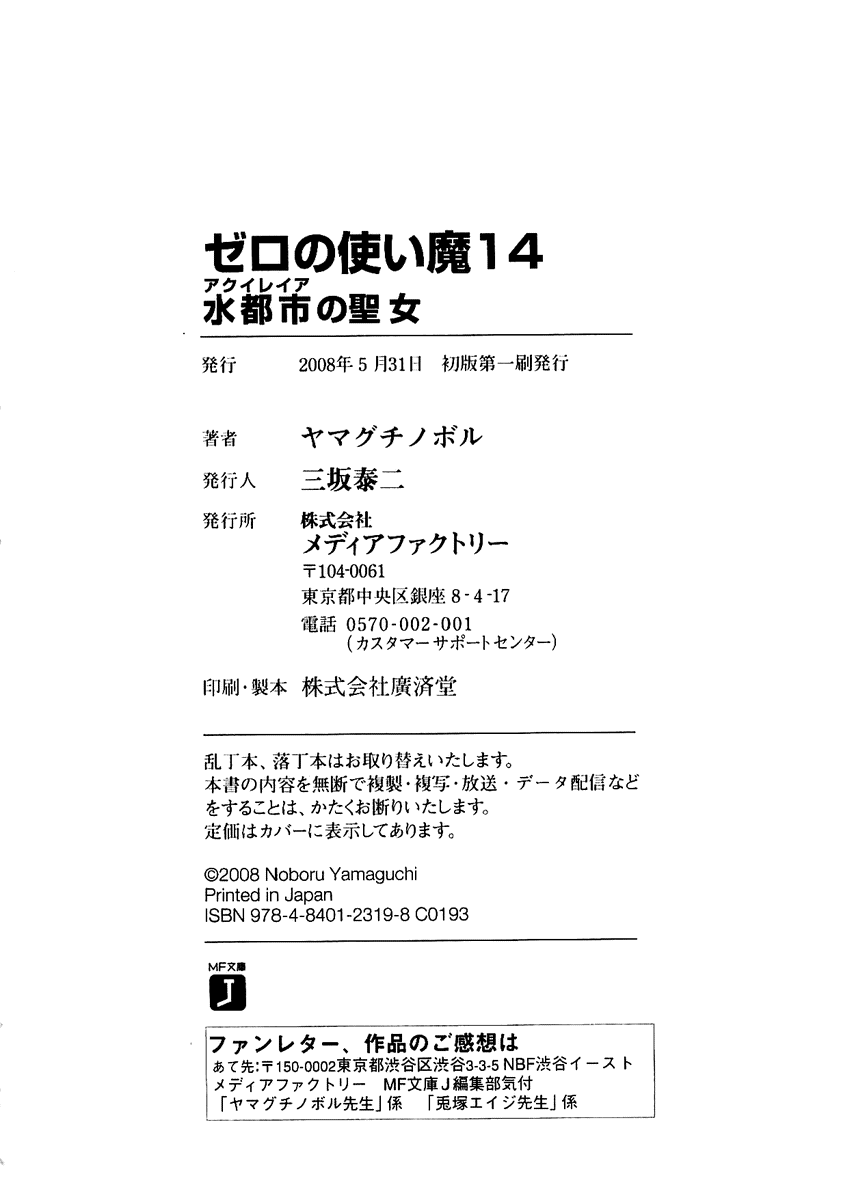 ゼロの使い魔14
アクイレイア
水都市の聖女
発行 2008年5月31日 初版第一刷発行
著者 ヤマグチノボル
発行人 三坂泰二
発行所 株式会社
メディアファクトリー
〒104-0061
東京都中央区銀座8-4-17
電話 0570-002-001
(カスタマーサポートセンター)
印刷・製本 株式会社廣済堂
乱丁本、落丁本はお取り替えいたします。
本書の内容を無断で複製・複写・放送・データ配信など
をすることは、かたくお断りいたします。
定価はカバーに表示してあります。
©2008 Noboru Yamaguchi
Printed in Japan
ISBN 978-4-8401-2319-8 C0193
MF文庫
J
ファンレター、作品のご感想は
あて先:〒150-0002東京都渋谷区渋谷3-3-5 NBF渋谷イースト
メディアファクトリー MF文庫J編集部気付
「ヤマグチノボル先生」係 「兎塚エイジ先生」係